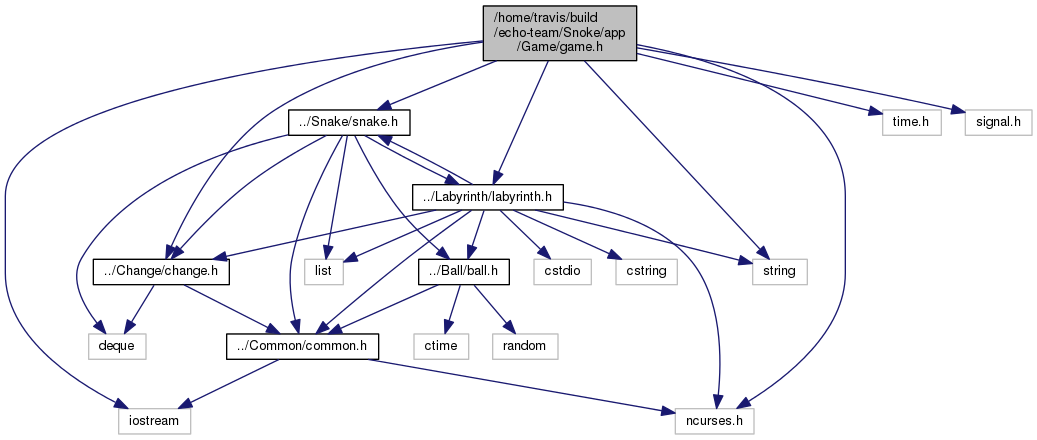 /home/travis/build
/echo-team/Snoke/app
/Game/game.h
../Snake/snake.h
time.h
signal.h
../Labyrinth/labyrinth.h
../Change/change.h
list
../Ball/ball.h
cstdio
cstring
string
deque
../Common/common.h
ctime
random
iostream
ncurses.h